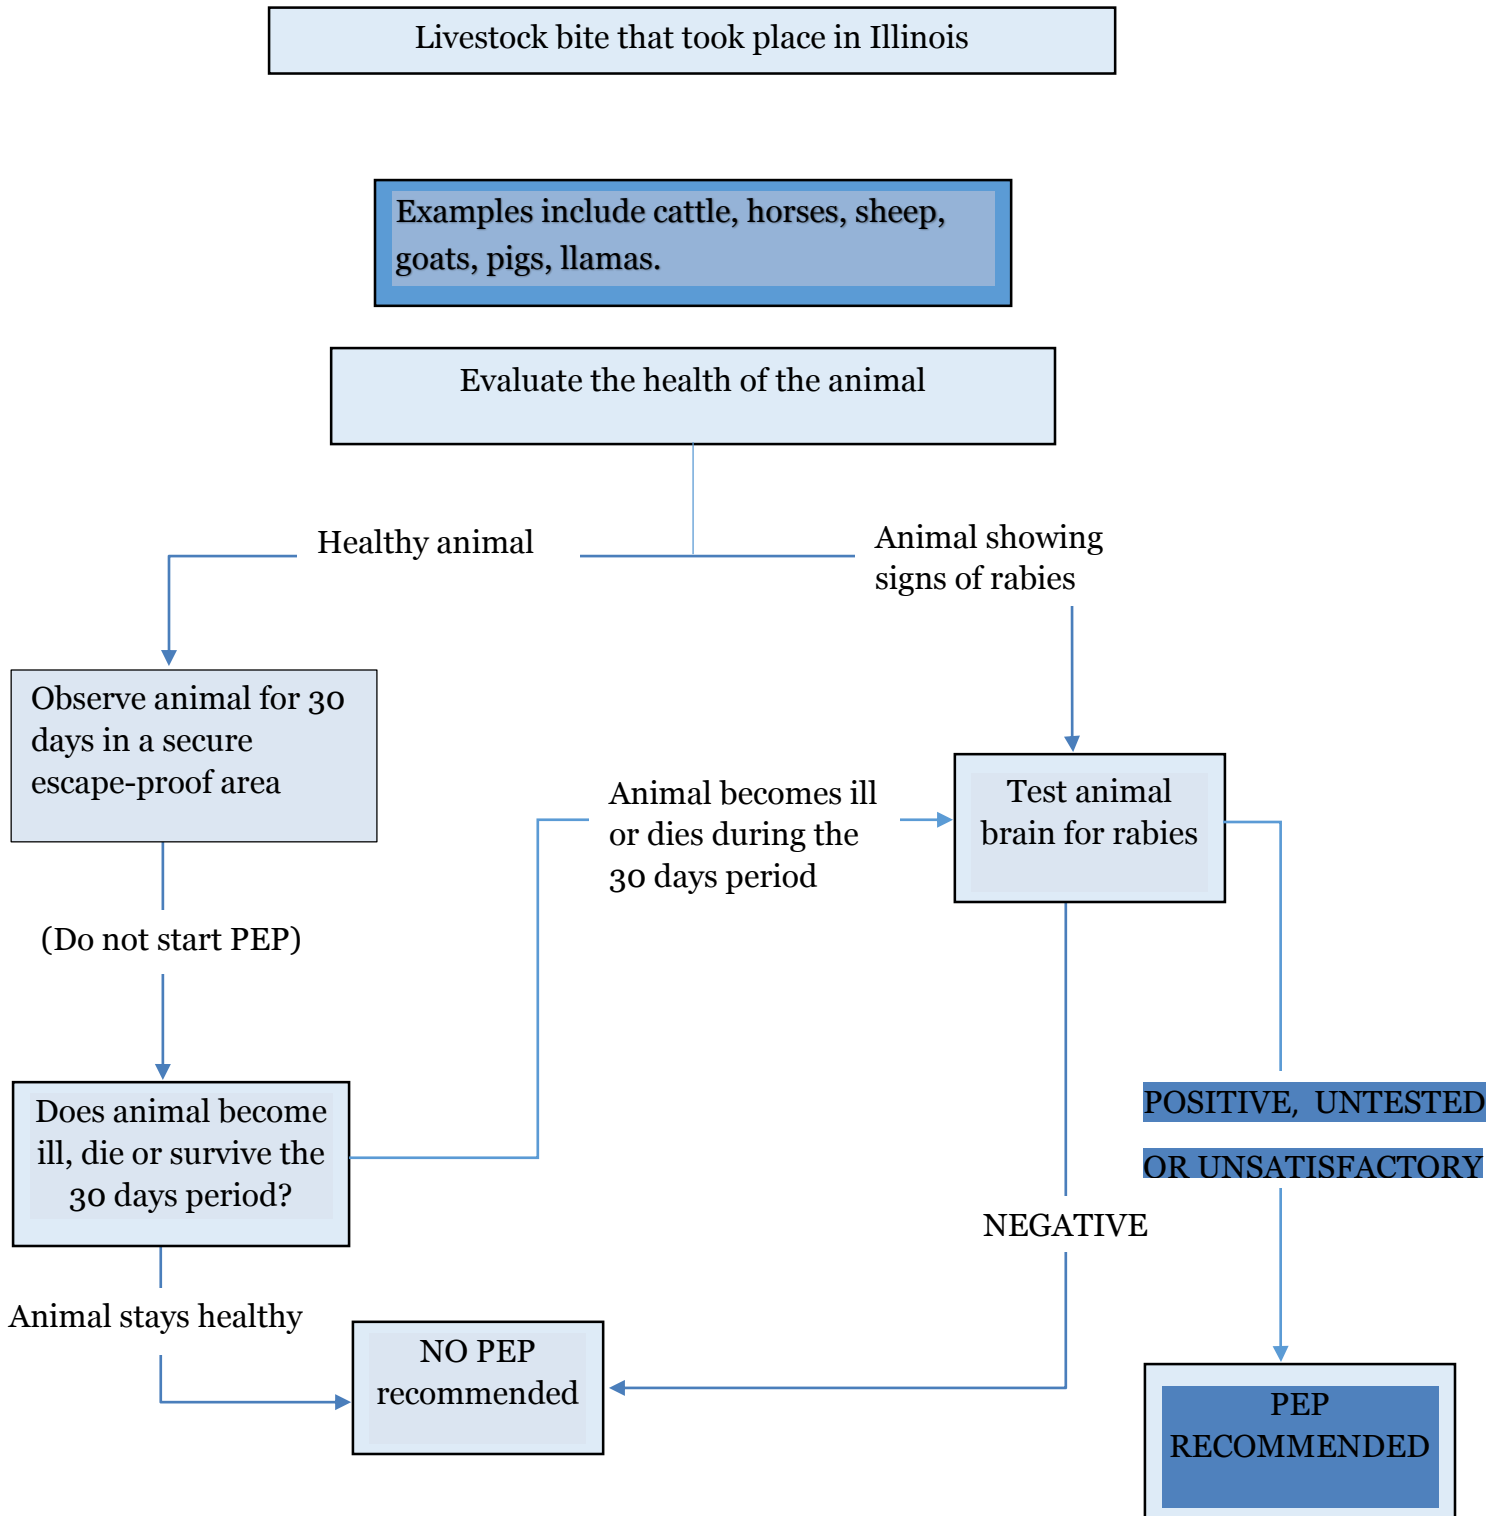 Livestock bite that took place in Illinois
Examples include cattle, horses, sheep,
goats, pigs, llamas.
Evaluate the health of the animal
Healthy animal
Animal showing
signs of rabies
Observe animal for 30
days in a secure
escape-proof area
Animal becomes ill
or dies during the
30 days period
Test animal
brain for rabies
(Do not start PEP)
Does animal become
ill, die or survive the
30 days period?
POSITIVE, UNTESTED
OR UNSATISFACTORY
NEGATIVE
Animal stays healthy
NO PEP
recommended
PEP
RECOMMENDED